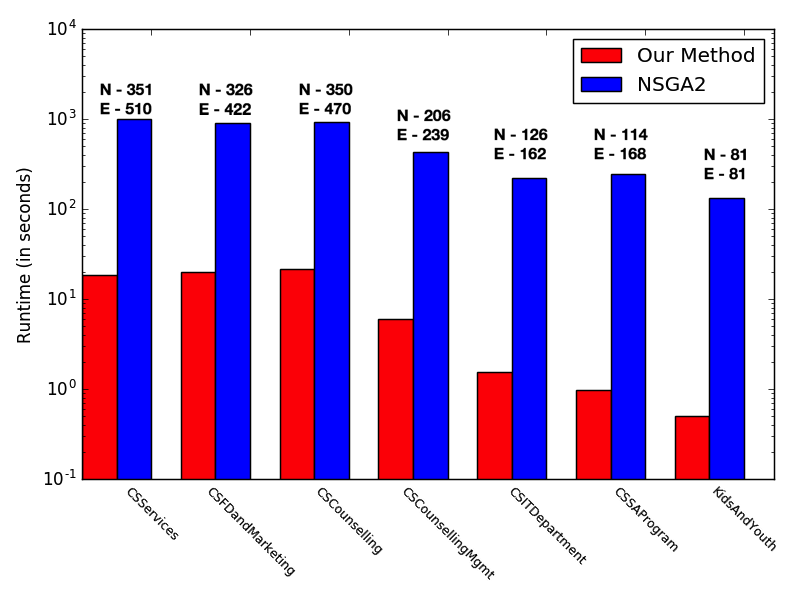 10^4
10^3
10^2
10^1
10^0
10^-1
Runtime (in seconds)
Our Method
NSGA2
N - 351
E - 510
N - 326
E - 422
N - 350
E - 470
N - 206
E - 239
N - 126
E - 162
N - 114
E - 168
N - 81
E - 81
CSServices
CSFDandMarketing
CSCounselling
CSCounsellingMgmt
CSITDepartment
CSSAProgram
KidsAndYouth